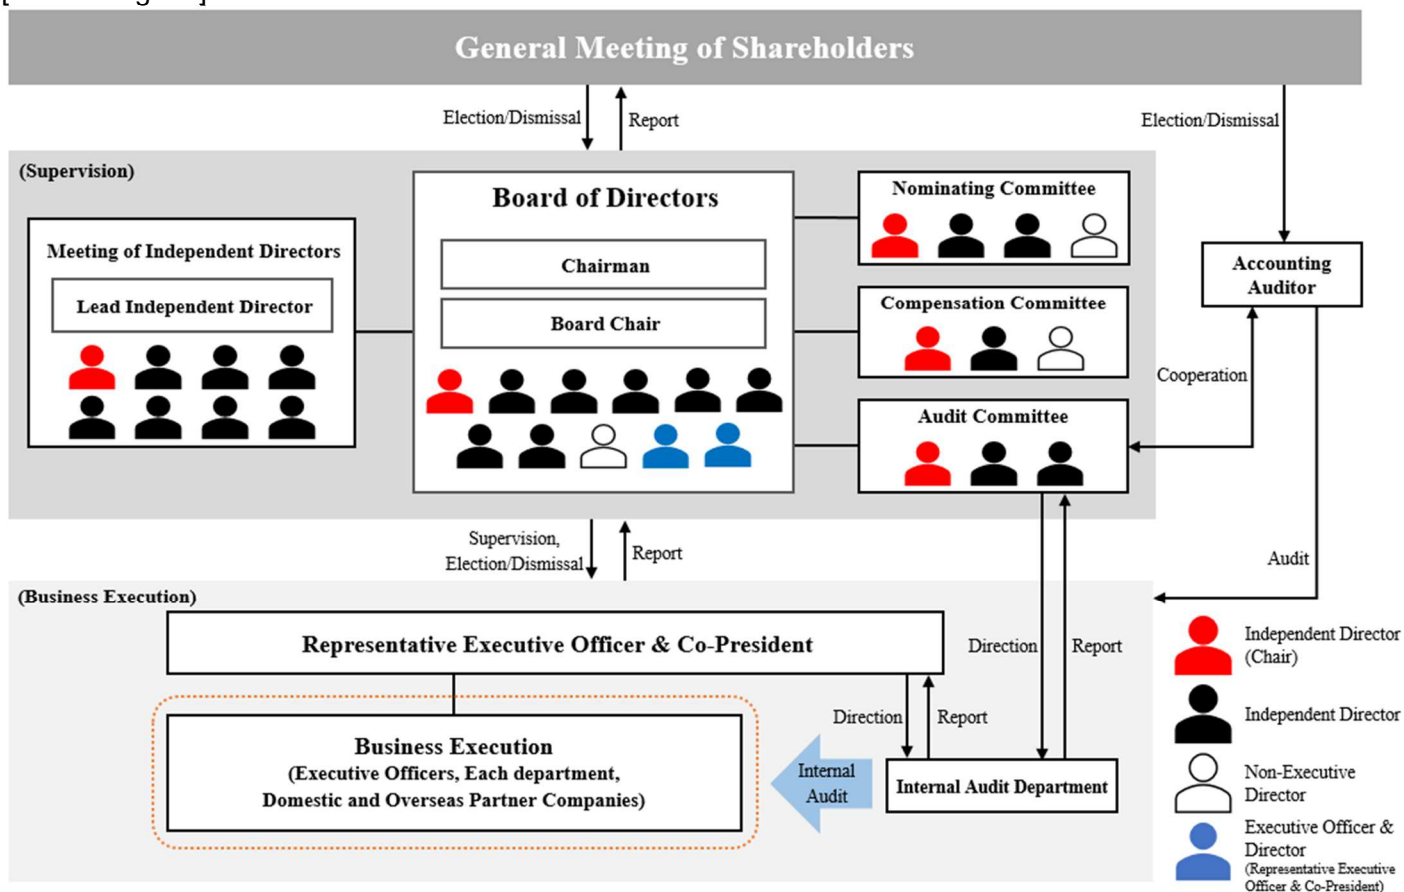 General Meeting of Shareholders
Election/Dismissal
Report
Election/Dismissal
(Supervision)
Meeting of Independent Directors
Lead Independent Director
Board of Directors
Chairman
Board Chair
Nominating Committee
Compensation Committee
Audit Committee
Accounting
Auditor
Cooperation
Supervision,
Election/Dismissal
Report
Audit
(Business Execution)
Representative Executive Officer & Co-President
Direction
Report
Direction
Report
Business Execution
(Executive Officers, Each department,
Domestic and Overseas Partner Companies)
Internal
Audit
Internal Audit Department
Independent Director
(Chair)
Independent Director
Non-Executive
Director
Executive Officer &
Director
(Representative Executive
Officer & Co-President)